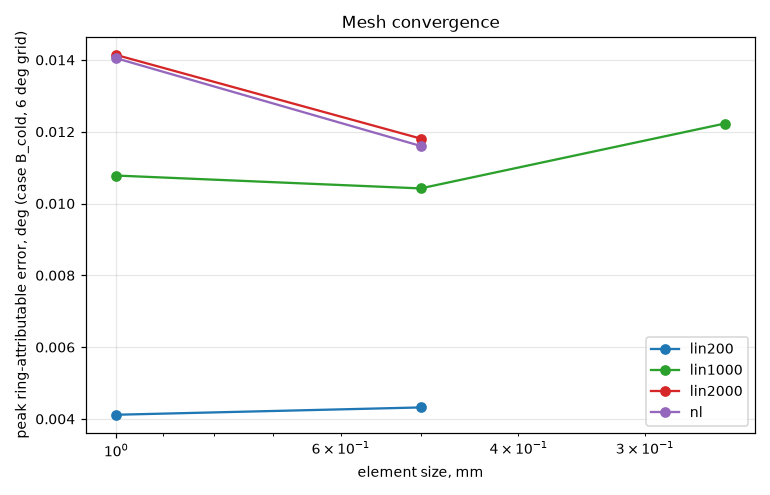 Mesh convergence
peak ring-attributable error, deg (case B_cold, 6 deg grid)
0.014
0.012
0.010
0.008
0.006
0.004
10⁰
6 × 10⁻¹
4 × 10⁻¹
3 × 10⁻¹
element size, mm
lin200
lin1000
lin2000
nl